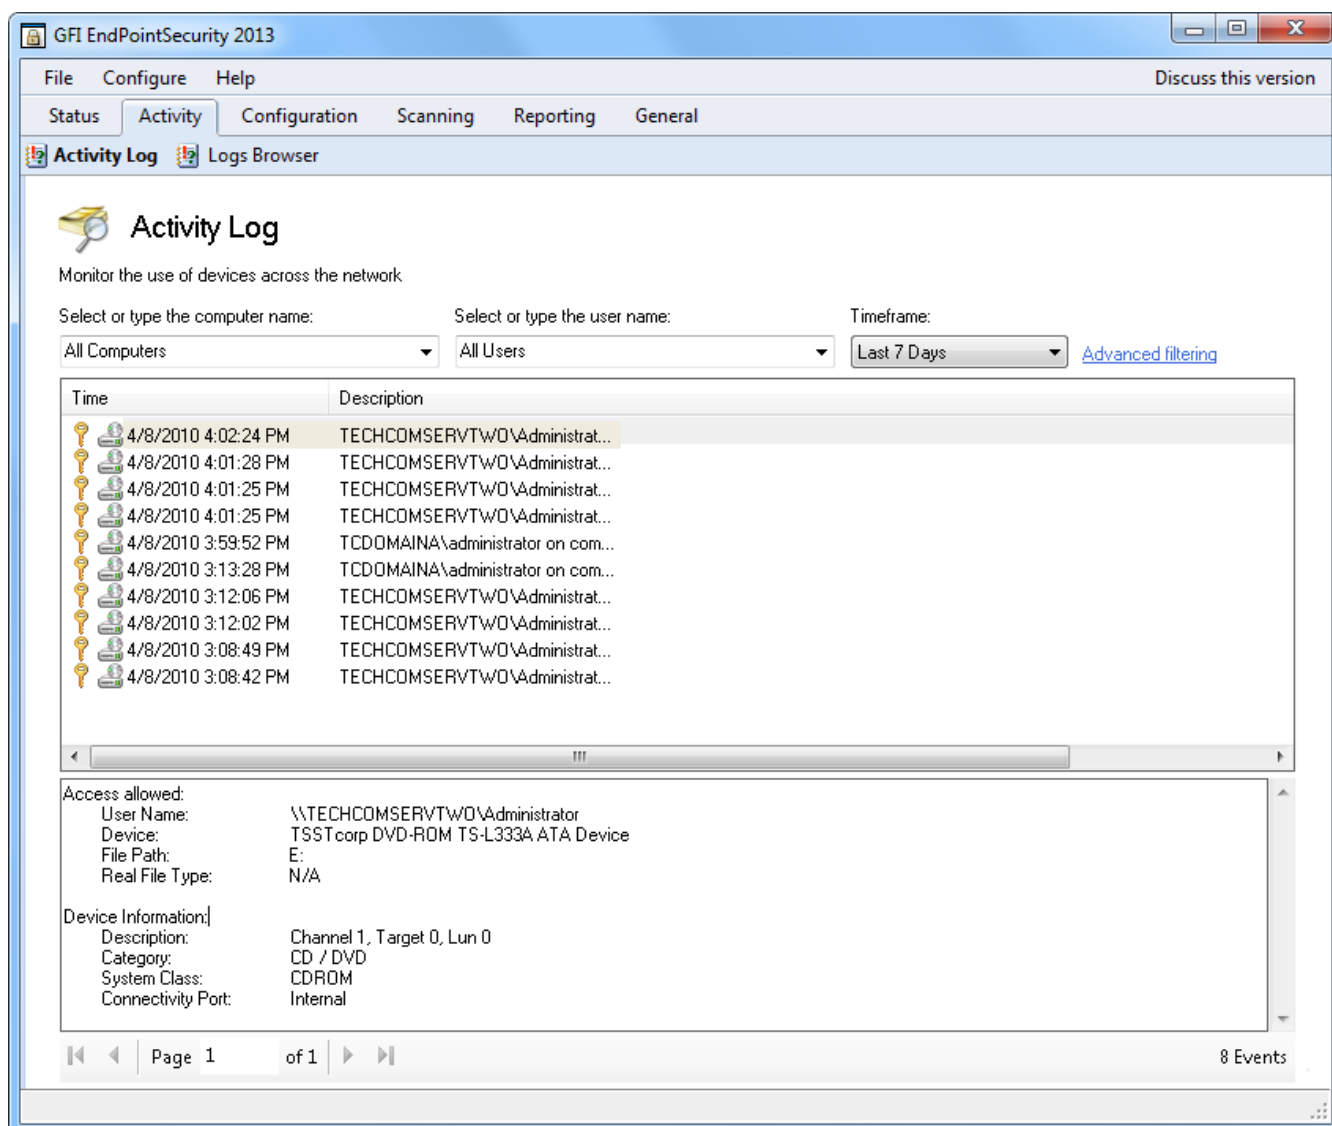 GFI EndPointSecurity 2013
File Configure Help Discuss this version
Status Activity Configuration Scanning Reporting General
Activity Log Logs Browser
Activity Log
Monitor the use of devices across the network
Select or type the computer name: Select or type the user name: Timeframe:
All Computers All Users Last 7 Days Advanced filtering
Time Description
4/8/2010 4:02:24 PM TECHCOMSERVTWO\Administrat...
4/8/2010 4:01:28 PM TECHCOMSERVTWO\Administrat...
4/8/2010 4:01:25 PM TECHCOMSERVTWO\Administrat...
4/8/2010 4:01:25 PM TECHCOMSERVTWO\Administrat...
4/8/2010 3:59:52 PM TCDOMAINA\administrator on com...
4/8/2010 3:13:28 PM TCDOMAINA\administrator on com...
4/8/2010 3:12:06 PM TECHCOMSERVTWO\Administrat...
4/8/2010 3:12:02 PM TECHCOMSERVTWO\Administrat...
4/8/2010 3:08:49 PM TECHCOMSERVTWO\Administrat...
4/8/2010 3:08:42 PM TECHCOMSERVTWO\Administrat...
Access allowed:
User Name: \\TECHCOMSERVTWO\Administrator
Device: TSSTcorp DVD-ROM TS-L333A ATA Device
File Path: E:
Real File Type: N/A
Device Information:
Description: Channel 1, Target 0, Lun 0
Category: CD / DVD
System Class: CDROM
Connectivity Port: Internal
Page 1 of 1 8 Events